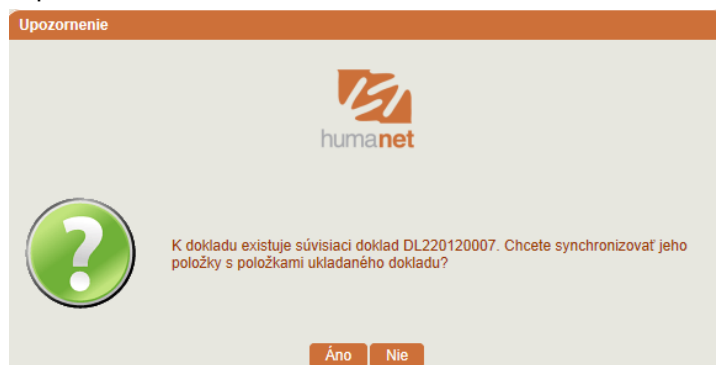 Upozornenie
humanet
K dokladu existuje súvisiaci doklad DL220120007. Chcete synchronizovať jeho
položky s položkami ukladaného dokladu?
Áno Nie